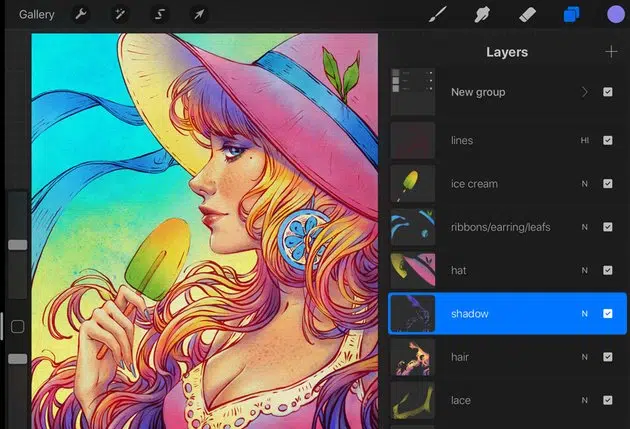 Gallery
Layers
New group
lines HI
ice cream N
ribbons/earring/leafs N
hat N
shadow N
hair N
lace N